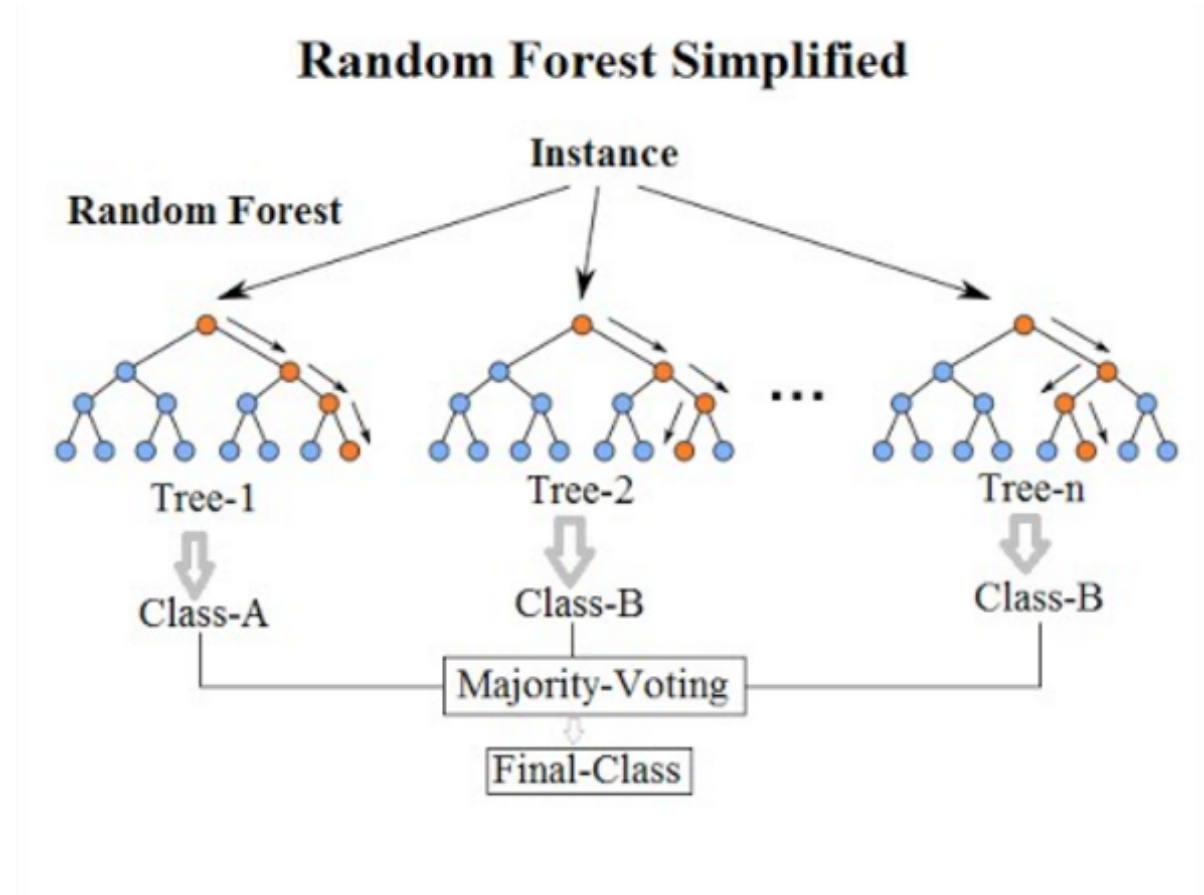 Random Forest Simplified
Instance
Random Forest
...
Tree-1
Tree-2
Tree-n
Class-A
Class-B
Class-B
Majority-Voting
Final-Class